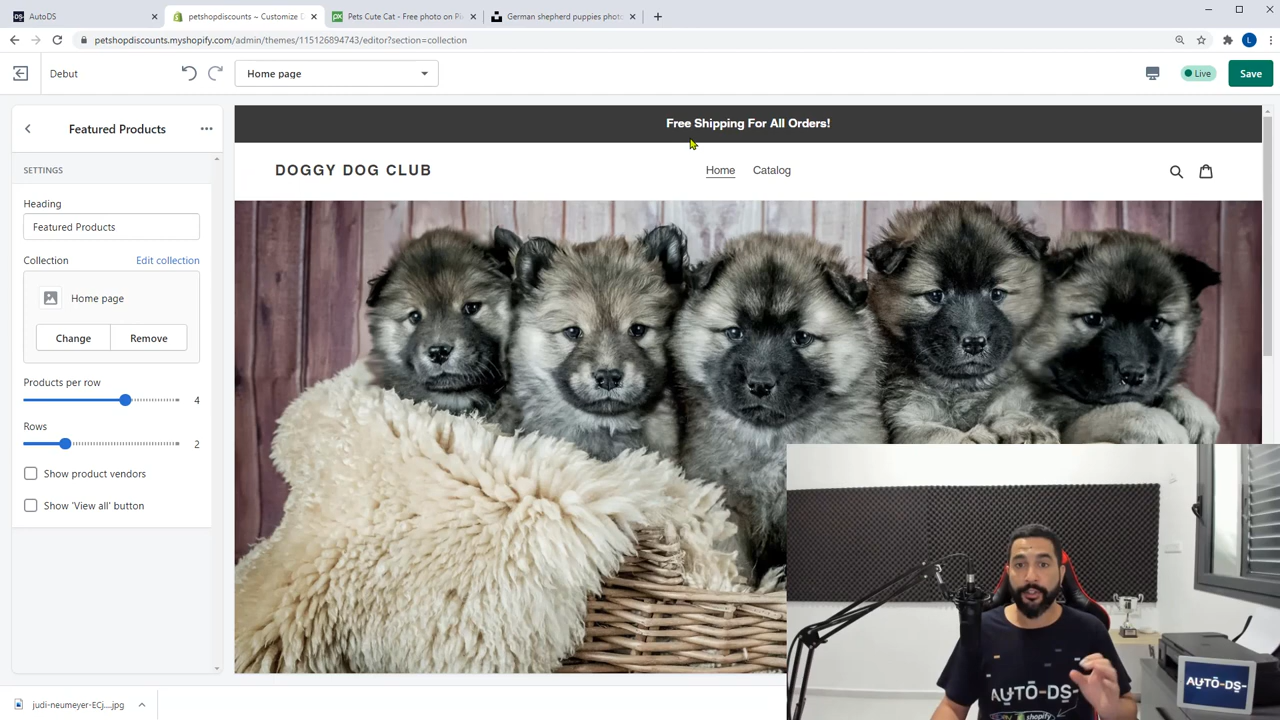 AutoDS
petshopdiscounts ~ Customize D
Pets Cute Cat - Free photo on Pi
German shepherd puppies photo
petshopdiscounts.myshopify.com/admin/themes/115126894743/editor?section=collection
L
Debut
Home page
Live
Save
Featured Products
SETTINGS
Heading
Featured Products
Collection
Edit collection
Home page
Change
Remove
Products per row
4
Rows
2
Show product vendors
Show 'View all' button
Free Shipping For All Orders!
DOGGY DOG CLUB
Home
Catalog
AUTO-DS-
shopify
AUTO-DS-
judi-neumeyer-ECj....jpg